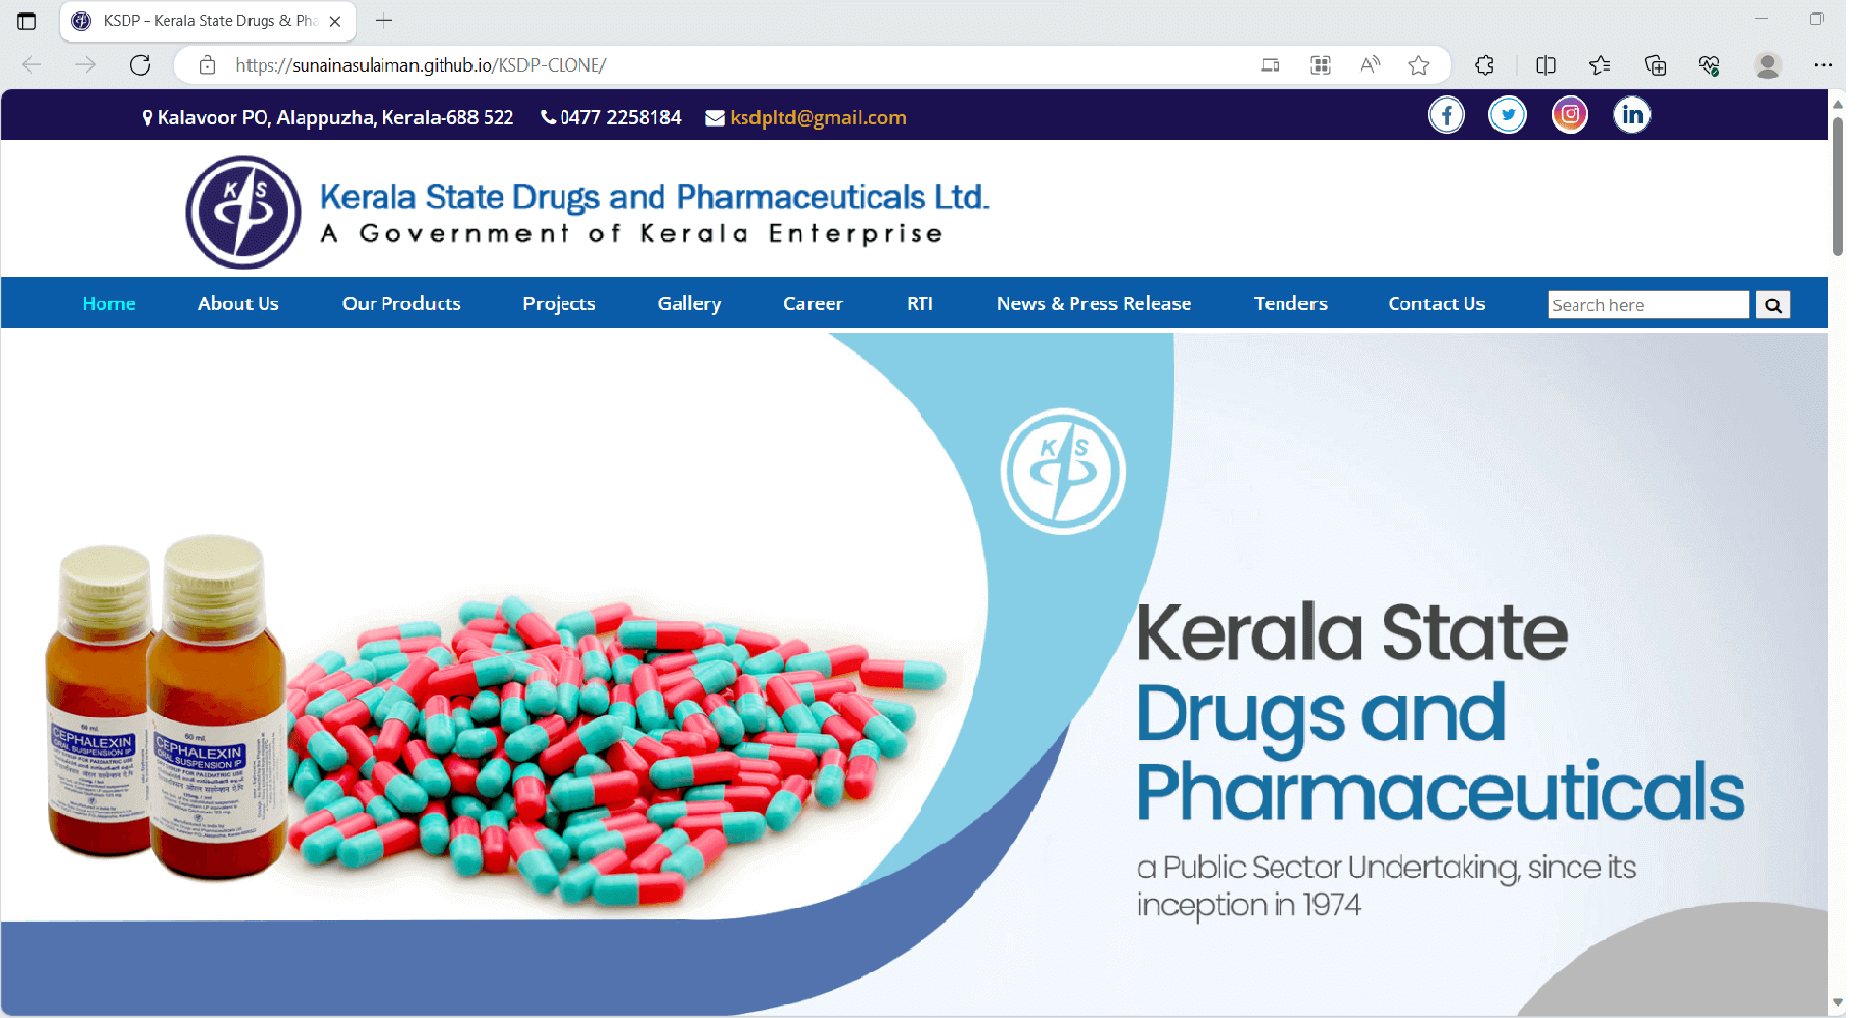 KSDP - Kerala State Drugs & Pha
https://sunainasulaiman.github.io/KSDP-CLONE/
Kalavoor PO, Alappuzha, Kerala-688 522 0477 2258184 ksdpltd@gmail.com
K S
Kerala State Drugs and Pharmaceuticals Ltd.
A Government of Kerala Enterprise
Home About Us Our Products Projects Gallery Career RTI News & Press Release Tenders Contact Us Search here
K S
Kerala State
Drugs and
Pharmaceuticals
a Public Sector Undertaking, since its
inception in 1974
60 ml.
CEPHALEXIN
ORAL SUSPENSION IP
60 ml.
CEPHALEXIN
ORAL SUSPENSION IP